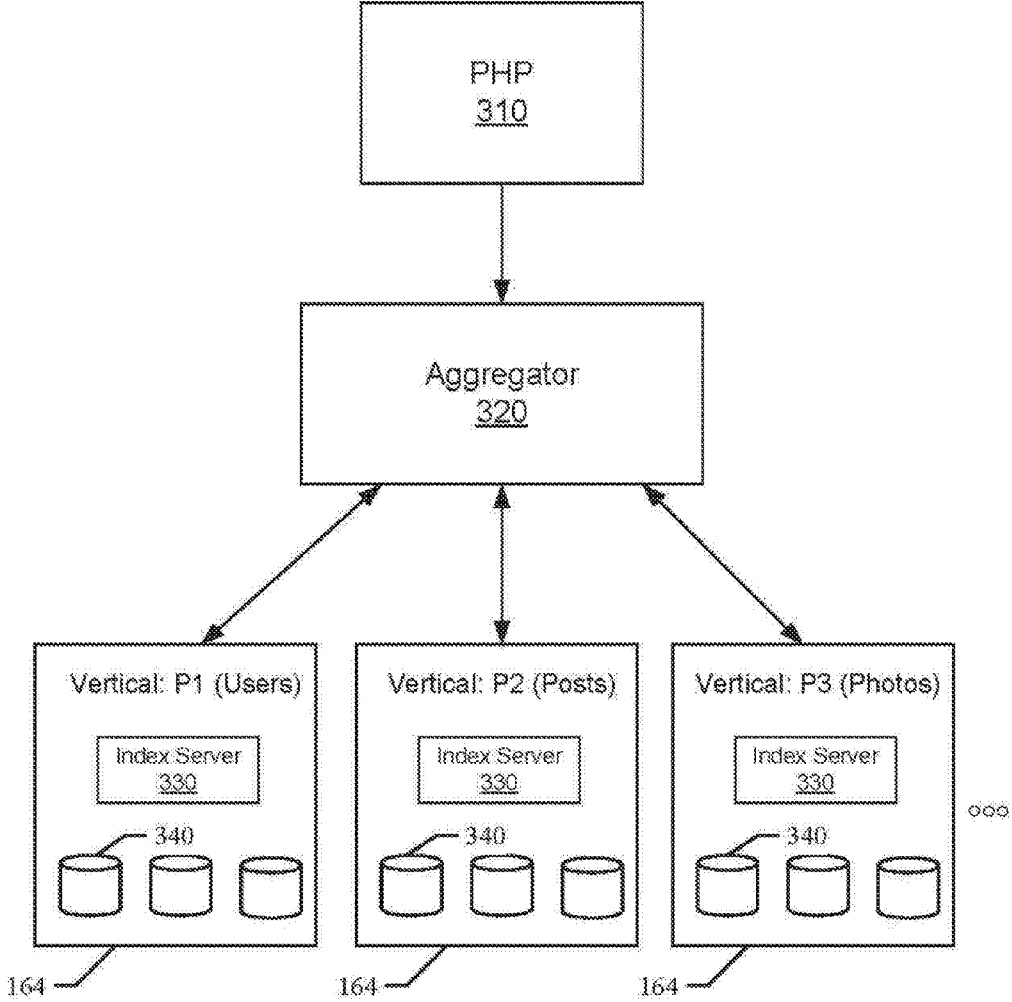 PHP
310
Aggregator
320
Vertical: P1 (Users)
Vertical: P2 (Posts)
Vertical: P3 (Photos)
Index Server
330
Index Server
330
Index Server
330
340
340
340
164
164
164